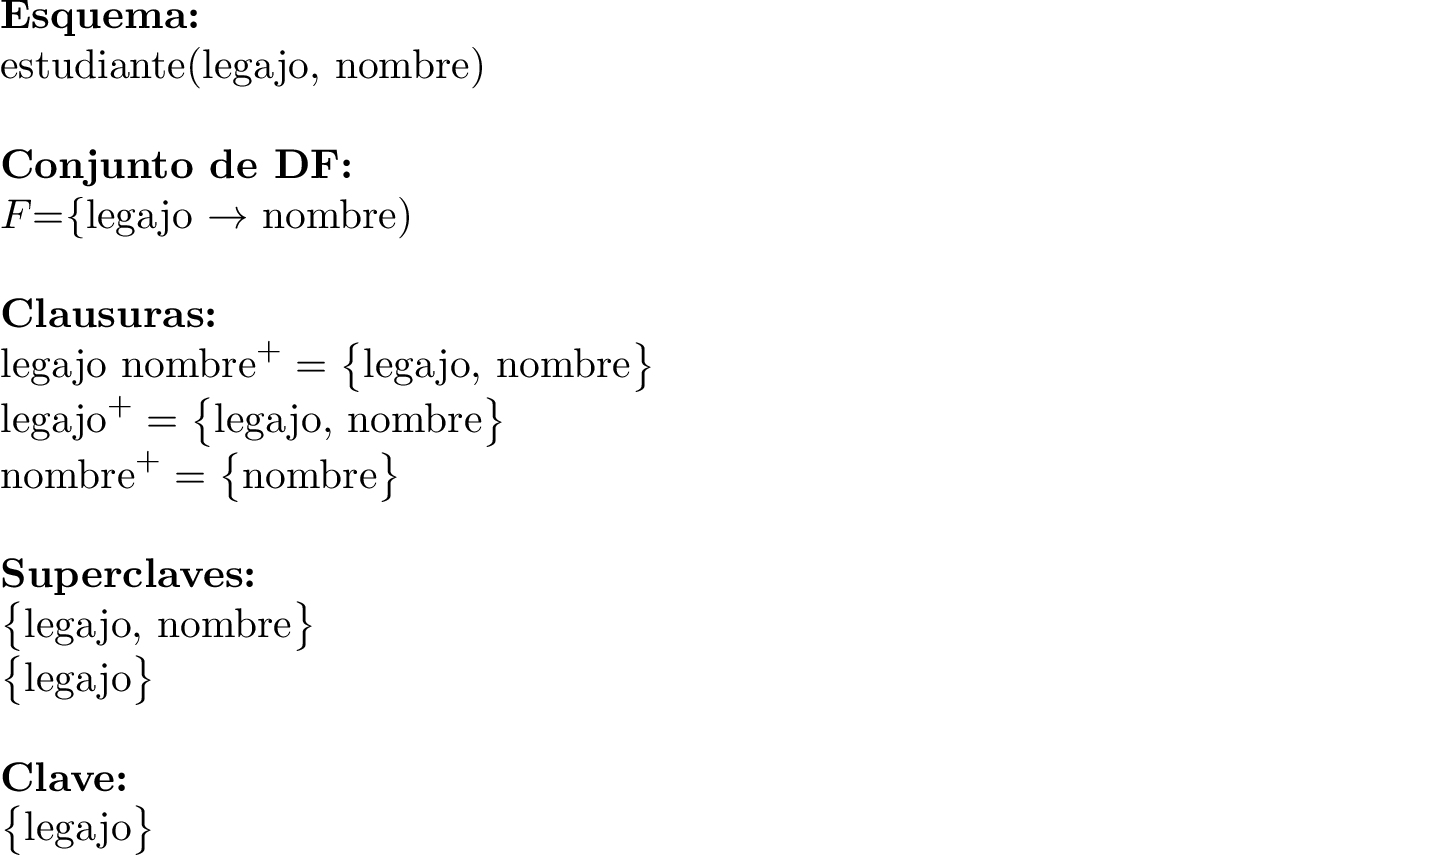 Esquema:
estudiante(legajo, nombre)
Conjunto de DF:
F={legajo → nombre)
Clausuras:
legajo nombre⁺ = {legajo, nombre}
legajo⁺ = {legajo, nombre}
nombre⁺ = {nombre}
Superclaves:
{legajo, nombre}
{legajo}
Clave:
{legajo}